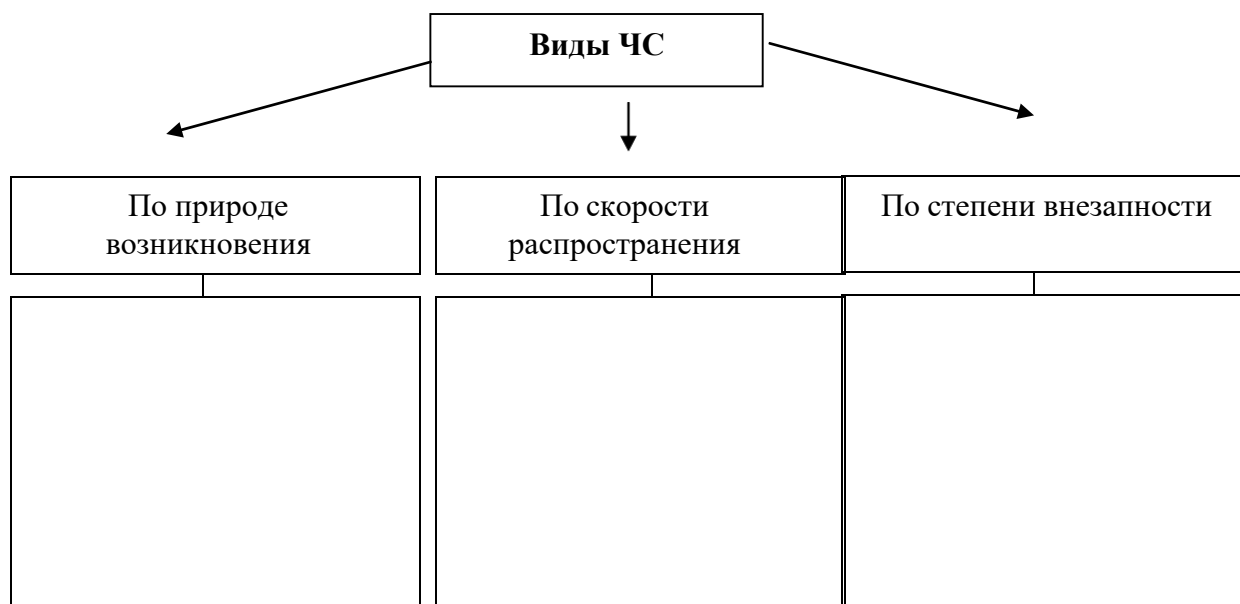 Виды ЧС
По природе
возникновения
По скорости
распространения
По степени внезапности